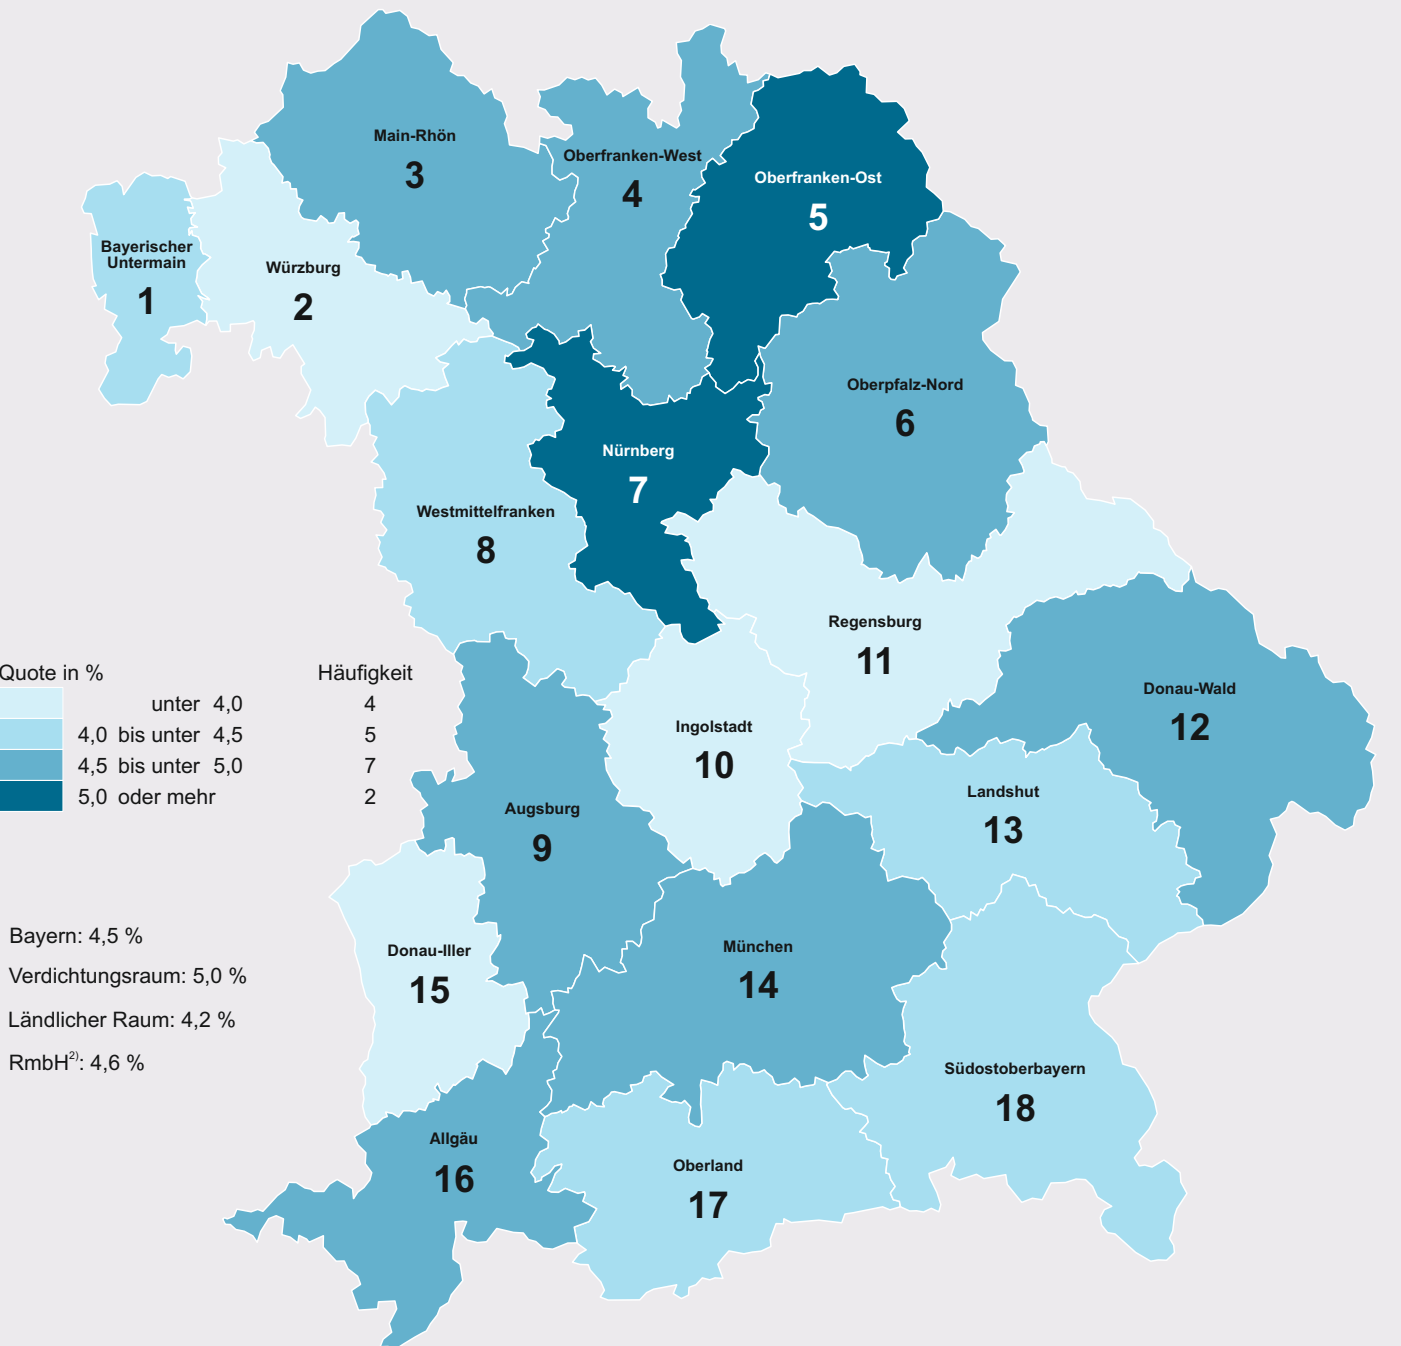 Main-Rhön
3
Oberfranken-West
4
Oberfranken-Ost
5
Bayerischer
Untermain
1
Würzburg
2
Oberpfalz-Nord
6
Nürnberg
7
Westmittelfranken
8
Regensburg
11
Donau-Wald
12
Ingolstadt
10
Landshut
13
Augsburg
9
Donau-Iller
15
München
14
Südostoberbayern
18
Allgäu
16
Oberland
17
Quote in % Häufigkeit
unter 4,0 4
4,0 bis unter 4,5 5
4,5 bis unter 5,0 7
5,0 oder mehr 2
Bayern: 4,5 %
Verdichtungsraum: 5,0 %
Ländlicher Raum: 4,2 %
RmbH²⁾: 4,6 %